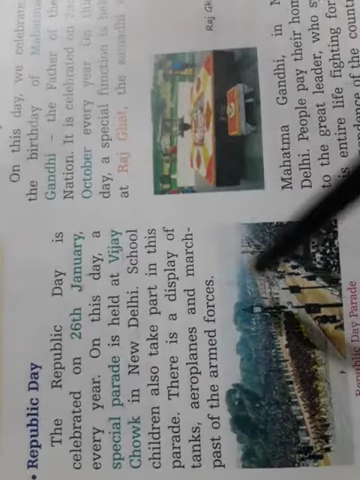 On this day, we celebrate
the birthday of Mahatma
Gandhi – the Father of the
Nation. It is celebrated on 2nd
October every year. On this
day, a special function is held
at Raj Ghat, the samadhi
Raj Gh
Mahatma Gandhi, in N
Delhi. People pay their hom
to the great leader, who s
is entire life fighting for
of the count
• Republic Day
The Republic Day is
celebrated on 26th January,
every year. On this day, a
special parade is held at Vijay
Chowk in New Delhi. School
children also take part in this
parade. There is a display of
tanks, aeroplanes and march-
past of the armed forces.
Republic Day Parade